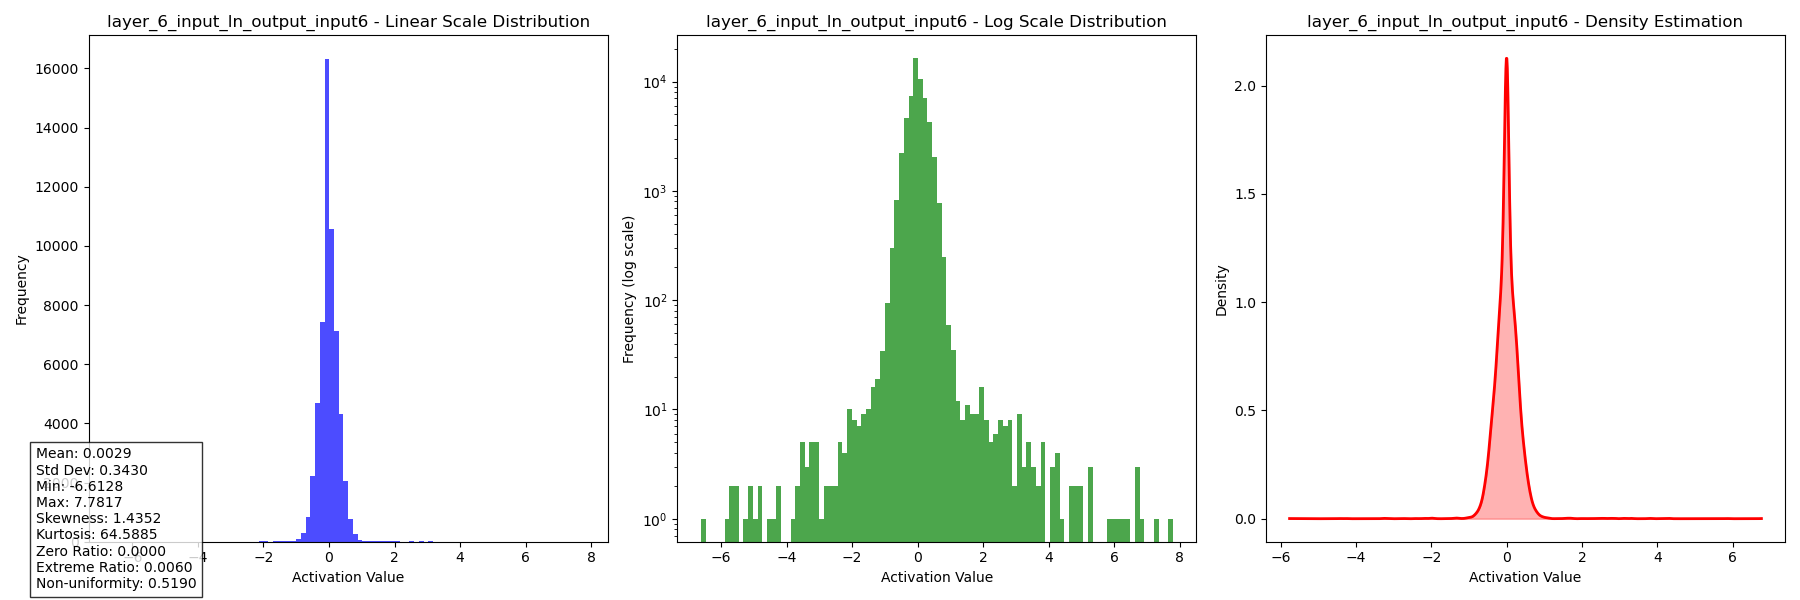 layer_6_input_ln_output_input6 - Linear Scale Distribution
16000
14000
12000
10000
8000
6000
4000
2000
0
Frequency
−6
−4
−2
0
2
4
6
8
Activation Value
Mean: 0.0029
Std Dev: 0.3430
Min: -6.6128
Max: 7.7817
Skewness: 1.4352
Kurtosis: 64.5885
Zero Ratio: 0.0000
Extreme Ratio: 0.0060
Non-uniformity: 0.5190
layer_6_input_ln_output_input6 - Log Scale Distribution
10⁴
10³
10²
10¹
10⁰
Frequency (log scale)
−6
−4
−2
0
2
4
6
8
Activation Value
layer_6_input_ln_output_input6 - Density Estimation
2.0
1.5
1.0
0.5
0.0
Density
−6
−4
−2
0
2
4
6
Activation Value